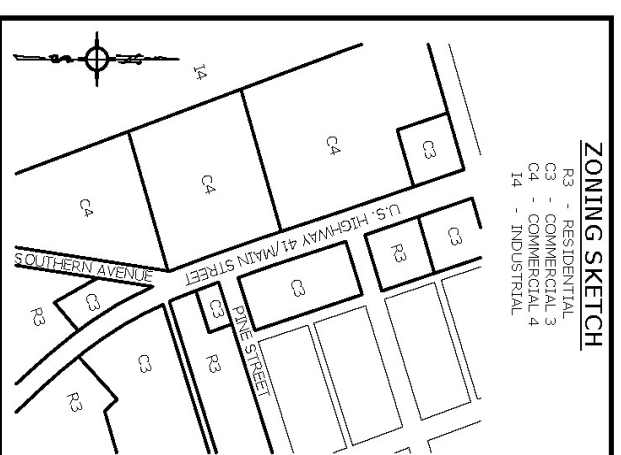 ZONING SKETCH
R3 - RESIDENTIAL
C3 - COMMERCIAL 3
C4 - COMMERCIAL 4
I4 - INDUSTRIAL
S N
I4
C4
C3
C4
C4
U.S. HIGHWAY 41/MAIN STREET
C3
R3
C3
SOUTHERN AVENUE
C3
R3
C3
PINE STREET
R3
C3
R3